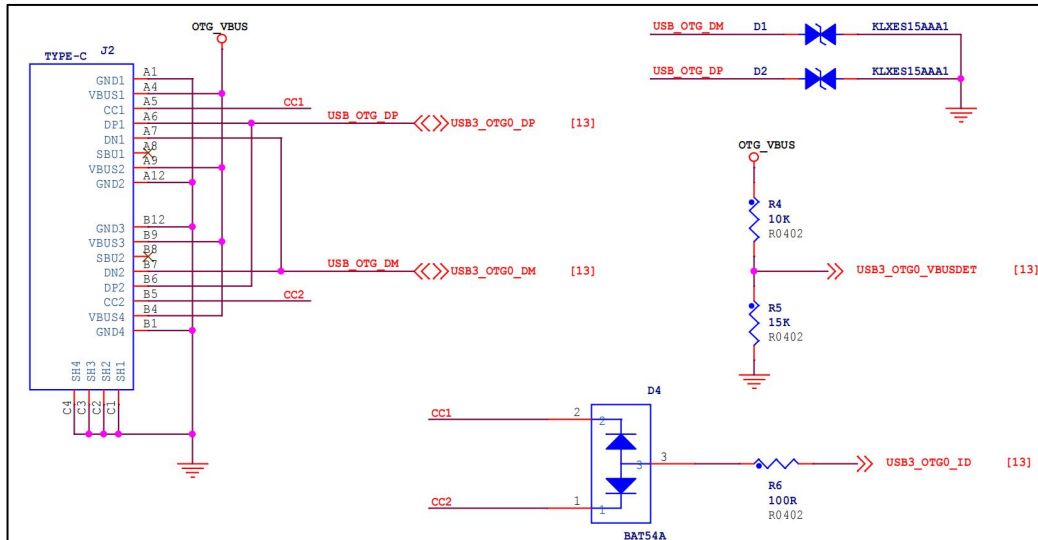 OTG_VBUS
J2
TYPE-C
GND1 A1
VBUS1 A4
CC1 A5 CC1
DP1 A6 USB_OTG_DP USB3_OTG0_DP [13]
DN1 A7
SBU1 A8
VBUS2 A9
GND2 A12
GND3 B12
VBUS3 B9
SBU2 B8
DN2 B7 USB_OTG_DM USB3_OTG0_DM [13]
DP2 B6
CC2 B5 CC2
VBUS4 B4
GND4 B1
SH4 SH3 SH2 SH1
C4 C3 C2 C1
USB_OTG_DM D1 KLXES15AAA1
USB_OTG_DP D2 KLXES15AAA1
OTG_VBUS
R4
10K
R0402
USB3_OTG0_VBUSDET [13]
R5
15K
R0402
D4
CC1 2 2
3 3 USB3_OTG0_ID [13]
R6
100R
R0402
CC2 1 1
BAT54A